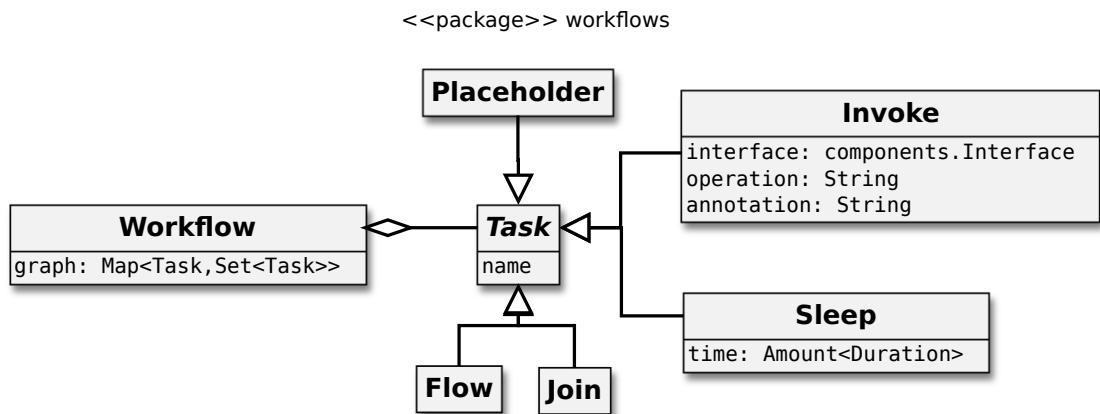 <<package>> workflows
Placeholder
Invoke
interface: components.Interface
operation: String
annotation: String
Workflow
graph: Map<Task,Set<Task>>
Task
name
Sleep
time: Amount<Duration>
Flow
Join